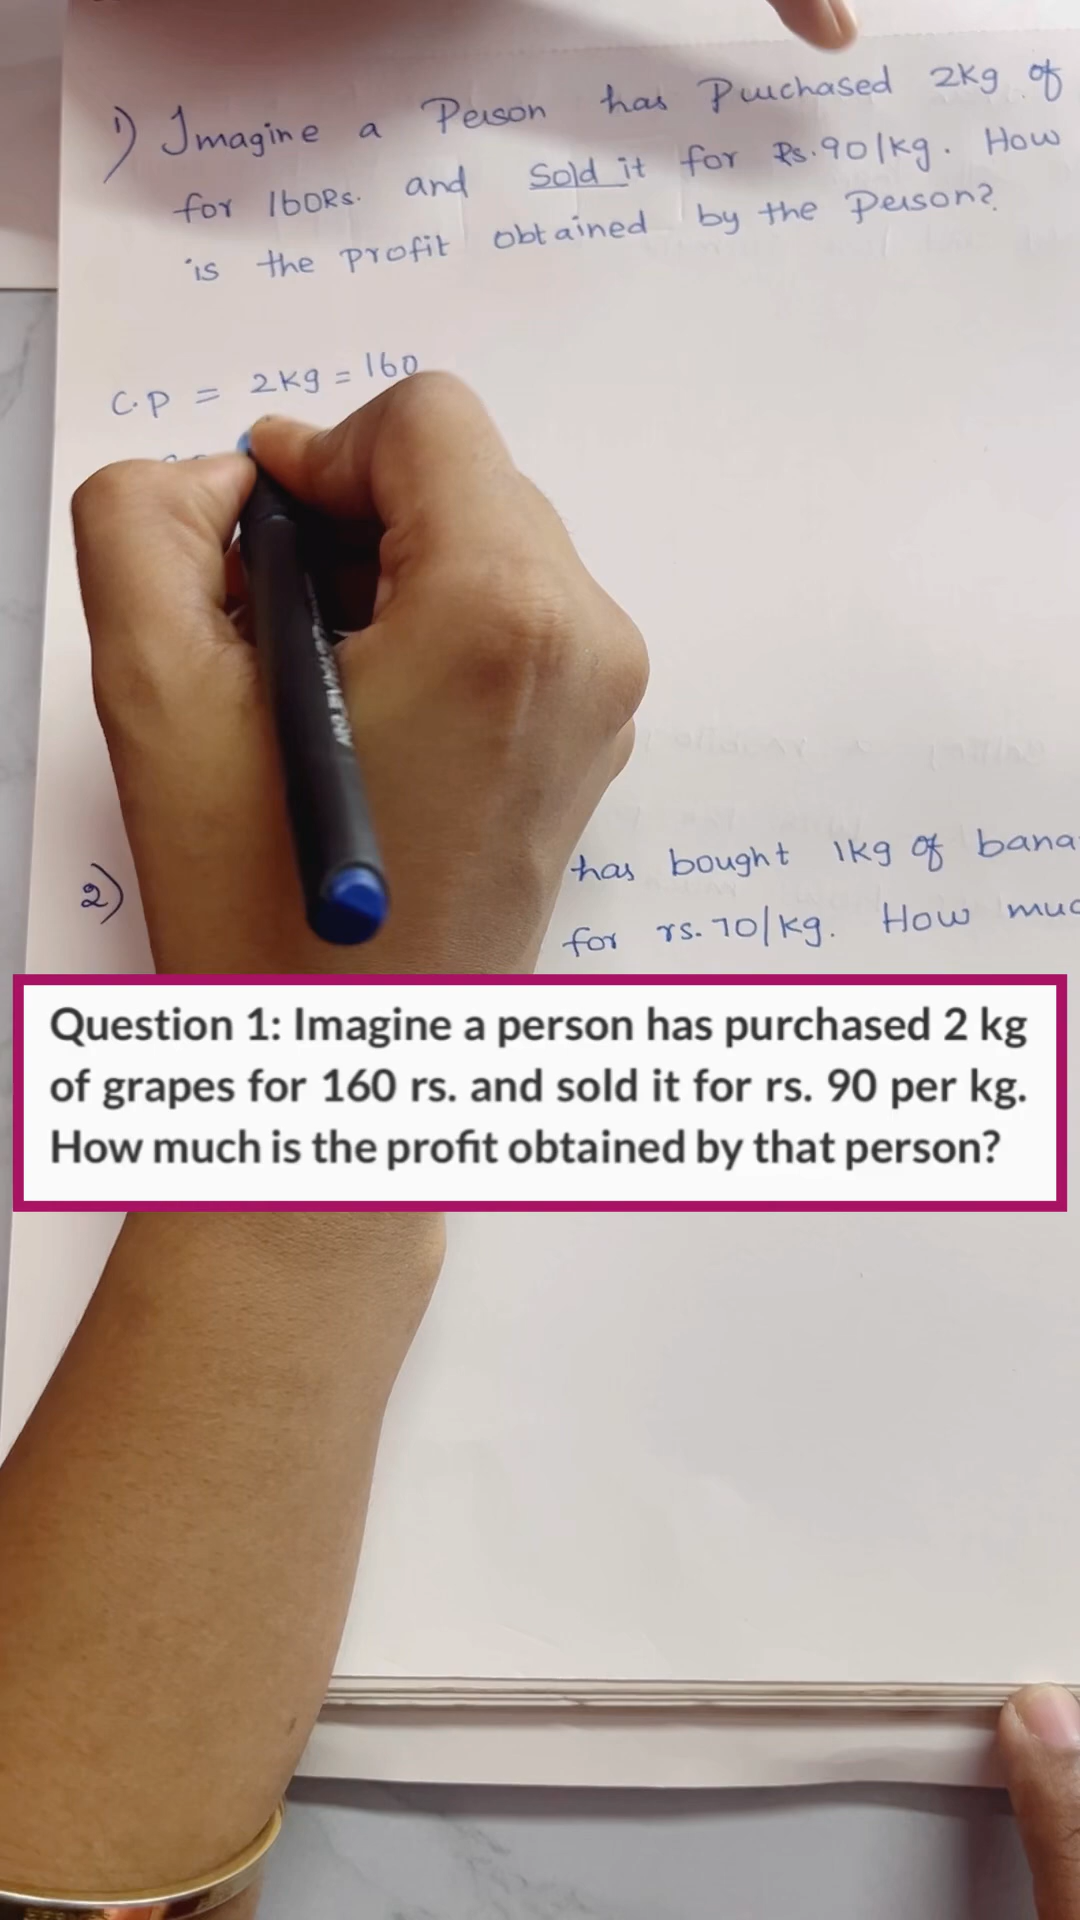 1) Imagine a Person has Purchased 2kg of
for 160Rs. and Sold it for Rs.90/kg. How
is the profit obtained by the Person?
C.P = 2kg = 160
2) has bought 1kg of bana
for rs.70/kg. How muc
Question 1: Imagine a person has purchased 2 kg
of grapes for 160 rs. and sold it for rs. 90 per kg.
How much is the profit obtained by that person?